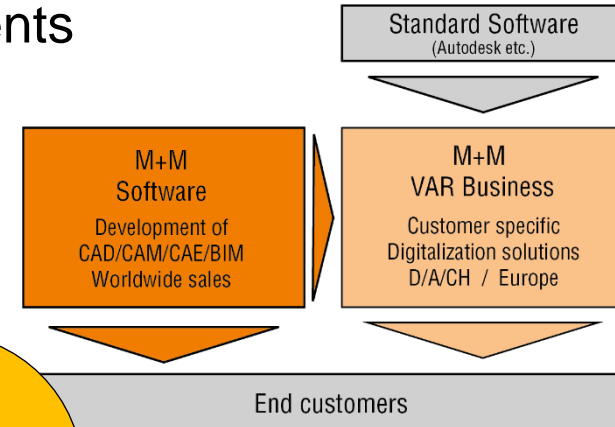 ents
Standard Software
(Autodesk etc.)
M+M
Software
Development of
CAD/CAM/CAE/BIM
Worldwide sales
M+M
VAR Business
Customer specific
Digitalization solutions
D/A/CH / Europe
End customers